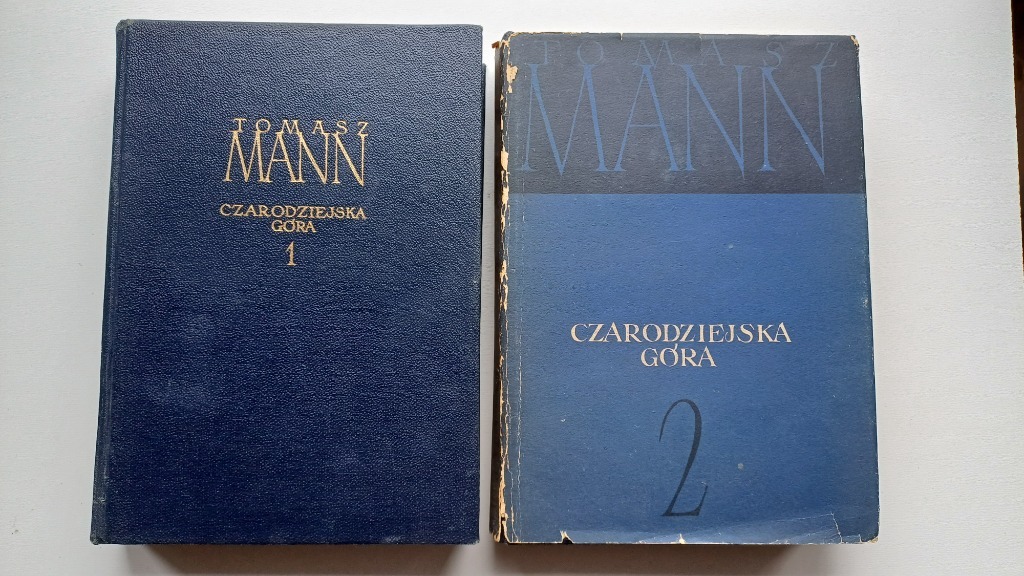 TOMASZ
MANN
CZARODZIEJSKA
GÓRA
1
TOMASZ
MANN
CZARODZIEJSKA
GÓRA
2